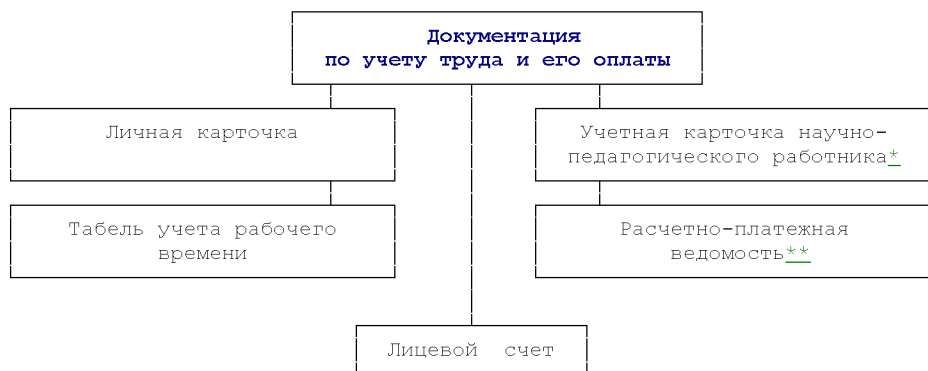 Документация
по учету труда и его оплаты
Личная карточка
Учетная карточка научно-
педагогического работника*
Табель учета рабочего
времени
Расчетно-платежная
ведомость**
Лицевой счет